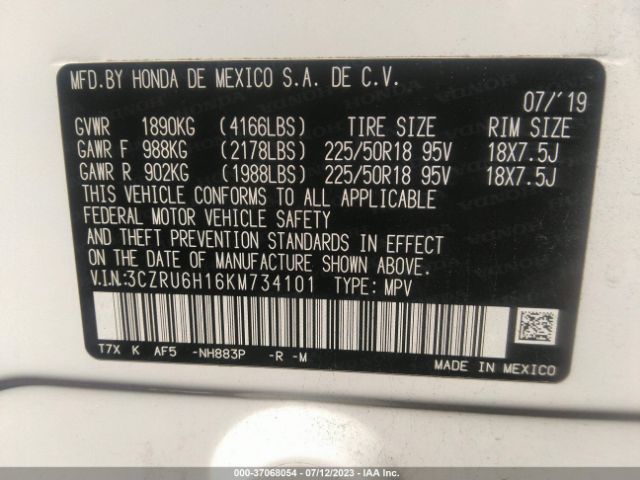 MFD.BY HONDA DE MEXICO S.A. DE C.V.
07/'19
GVWR 1890KG (4166LBS) TIRE SIZE RIM SIZE
GAWR F 988KG (2178LBS) 225/50R18 95V 18X7.5J
GAWR R 902KG (1988LBS) 225/50R18 95V 18X7.5J
THIS VEHICLE CONFORMS TO ALL APPLICABLE
FEDERAL MOTOR VEHICLE SAFETY
AND THEFT PREVENTION STANDARDS IN EFFECT
ON THE DATE OF MANUFACTURE SHOWN ABOVE.
V.I.N:3CZRU6H16KM734101 TYPE: MPV
T7X K AF5 -NH883P -R -M
MADE IN MEXICO
000-37068054 - 07/12/2023 - IAAI.COM